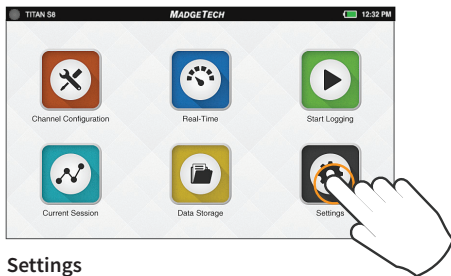 TITAN S8 MADGETECH 12:32 PM
Channel Configuration Real-Time Start Logging
Current Session Data Storage Settings
Settings